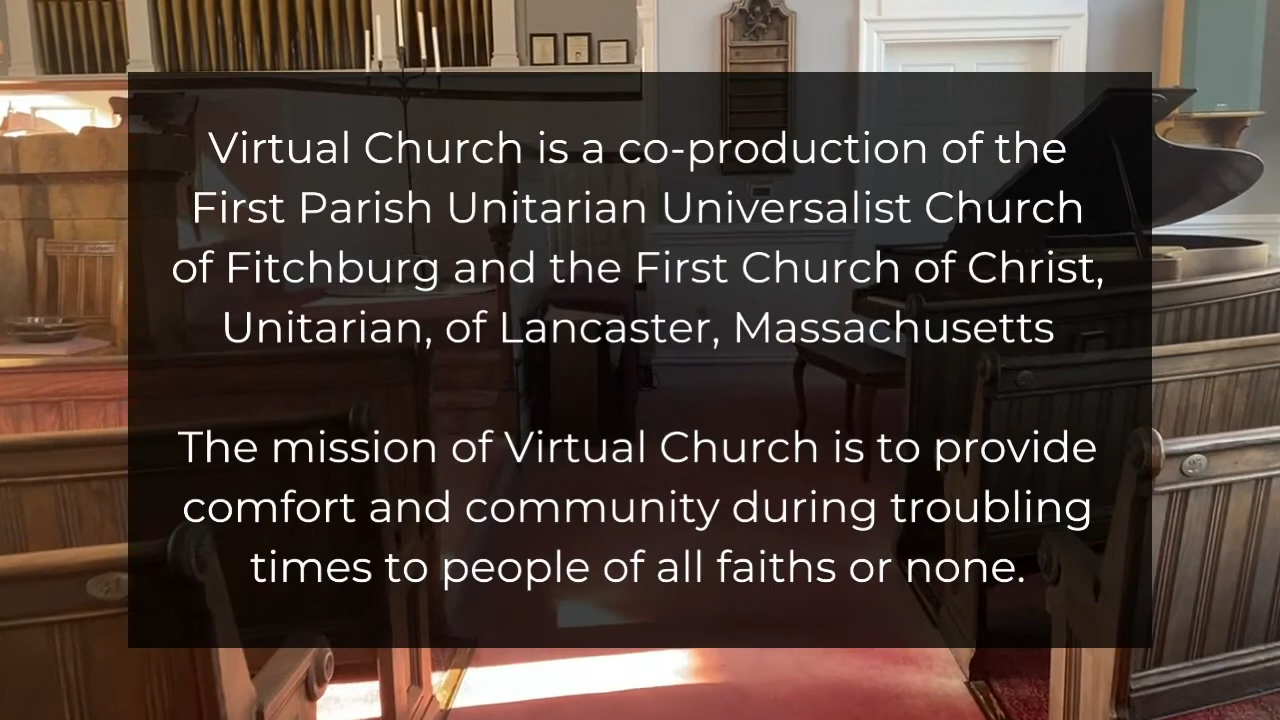 Virtual Church is a co-production of the
First Parish Unitarian Universalist Church
of Fitchburg and the First Church of Christ,
Unitarian, of Lancaster, Massachusetts
The mission of Virtual Church is to provide
comfort and community during troubling
times to people of all faiths or none.